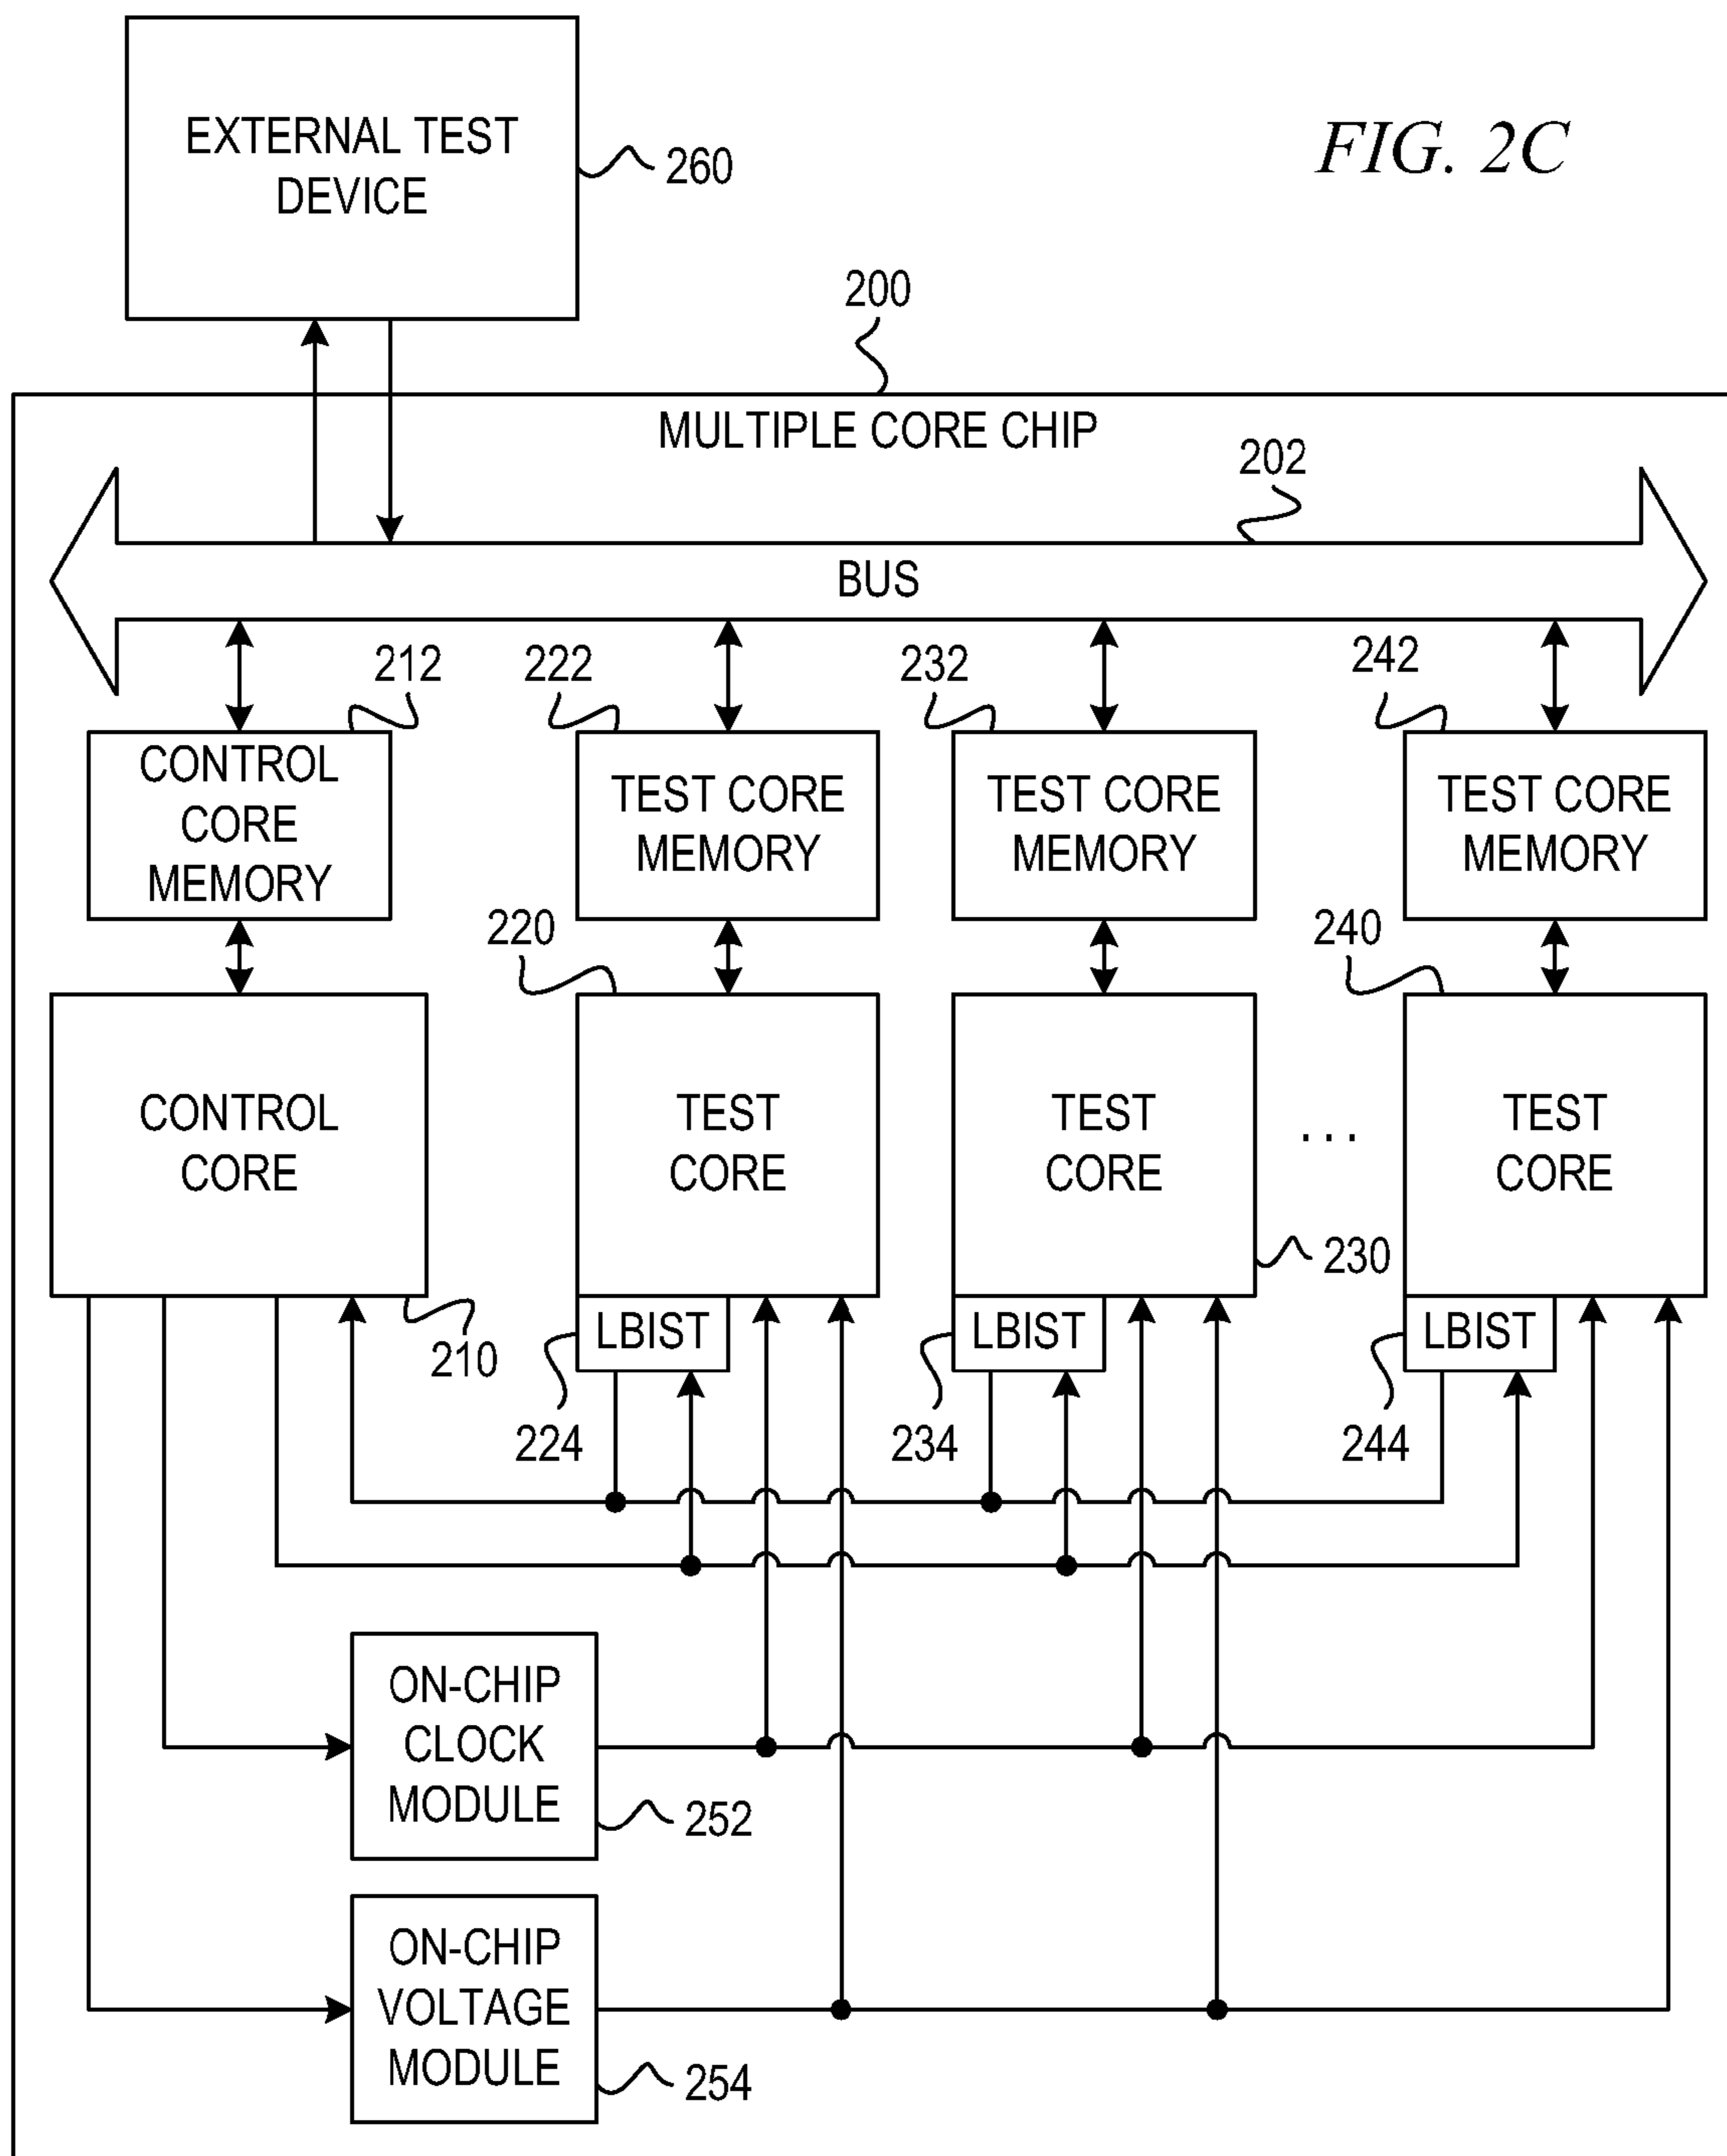 EXTERNAL TEST
DEVICE
260
FIG. 2C
200
MULTIPLE CORE CHIP
202
BUS
212
222
232
242
CONTROL
CORE
MEMORY
TEST CORE
MEMORY
TEST CORE
MEMORY
TEST CORE
MEMORY
220
240
CONTROL
CORE
TEST
CORE
TEST
CORE
...
TEST
CORE
230
210
LBIST
LBIST
LBIST
224
234
244
ON-CHIP
CLOCK
MODULE
252
ON-CHIP
VOLTAGE
MODULE
254